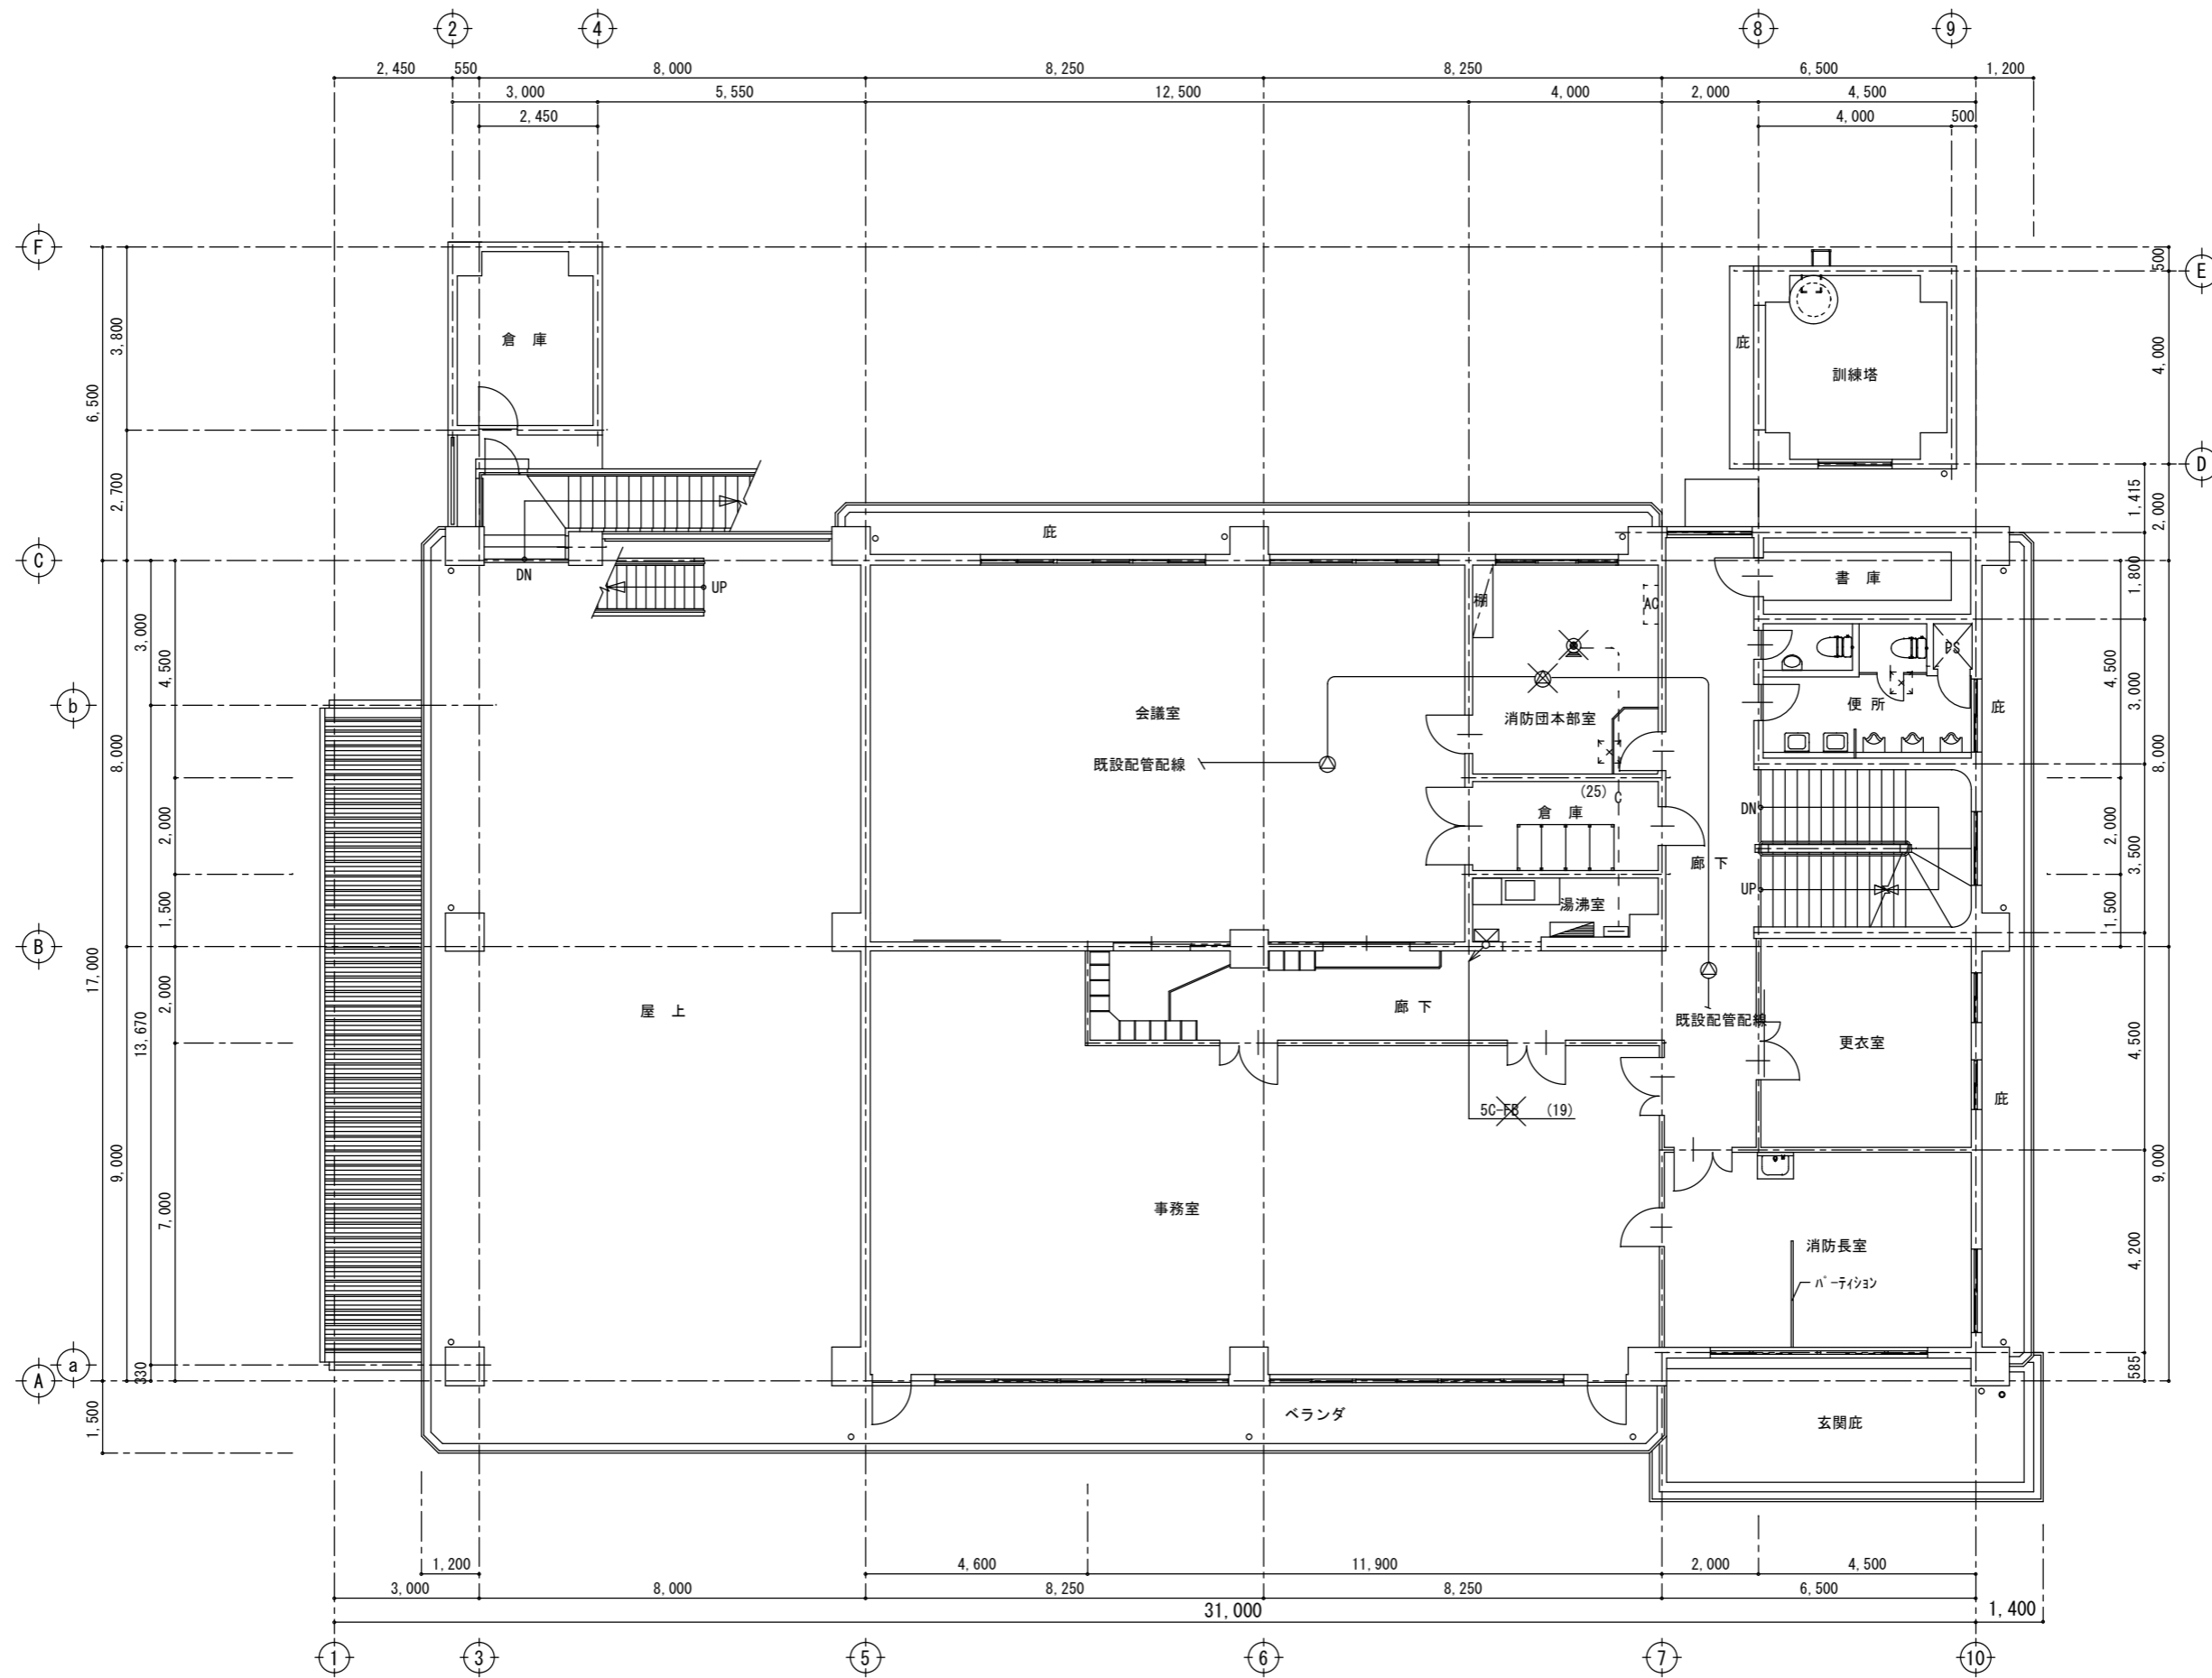 2 4 8 9
2,450 550 8,000 8,250 8,250 6,500 1,200
3,000 5,550 12,500 4,000 2,000 4,500
2,450 4,000 500
F
E
500
3,800
倉 庫
庇
4,000
訓練塔
6,500
D
2,700
1,415
2,000
庇
C
DN
UP
棚
AC
書 庫
1,800
3,000
4,500
PS
4,500
3,000
b
会議室
消防団本部室
便 所
庇
8,000
8,000
既設配管配線
(25)
C
倉 庫
DN
2,000
2,000
3,500
廊 下
UP
湯沸室
1,500
1,500
B
17,000
2,000
屋 上
廊 下
既設配管配線
13,670
更衣室
4,500
5C-FB (19)
庇
9,000
9,000
7,000
事務室
消防長室
4,200
パーティション
330
a
585
A
1,500
ベランダ
玄関庇
1,200 4,600 11,900 2,000 4,500
3,000 8,000 8,250 8,250 6,500
31,000 1,400
1 3 5 6 7 10